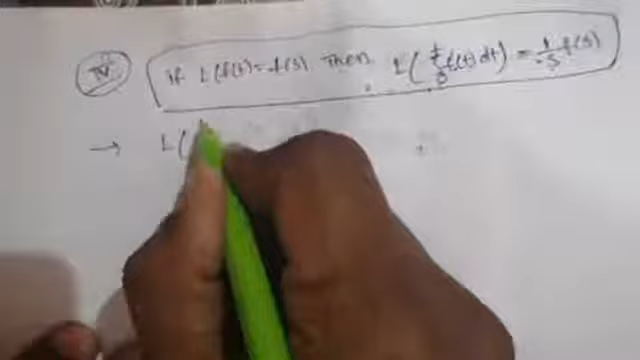 IV If L(f(t)=f(s) Then L(∫₀ᵗ f(t) dt) = 1/s f(s)
→ L(